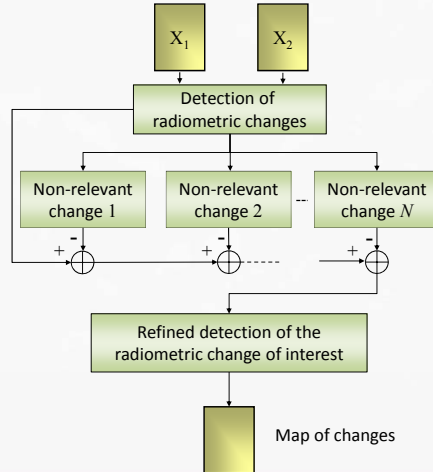 X1 X2
Detection of
radiometric changes
Non-relevant Non-relevant Non-relevant
change 1 change 2 --- change N
- - -
+ + +
Refined detection of the
radiometric change of interest
Map of changes